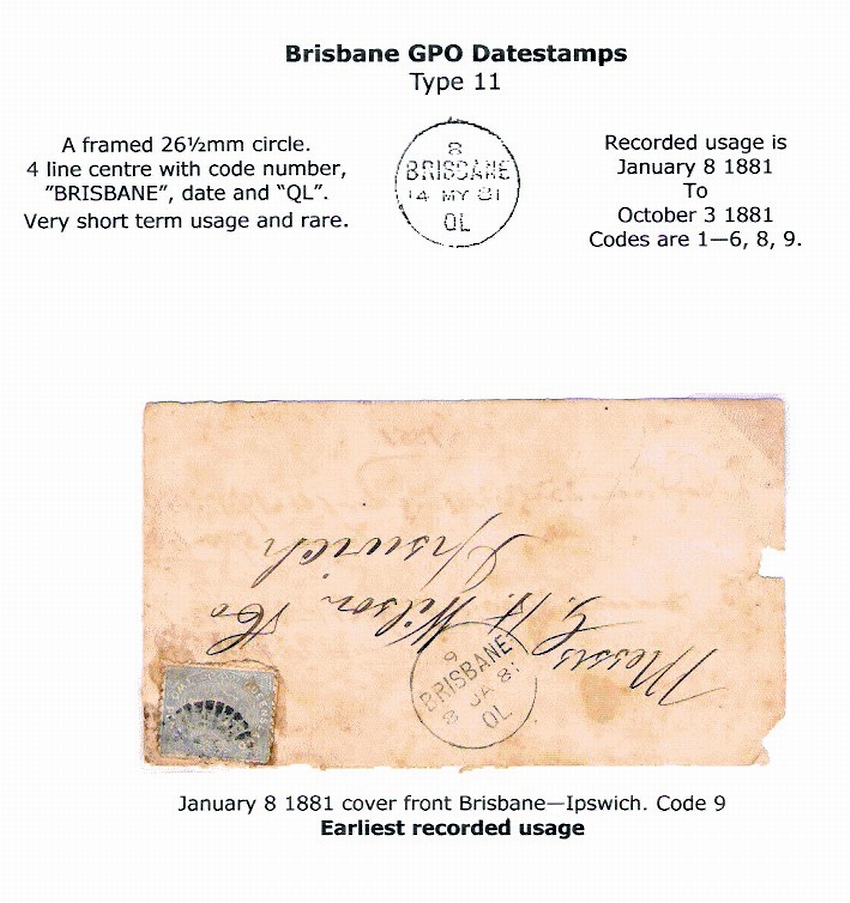 Brisbane GPO Datestamps
Type 11
A framed 26½mm circle.
4 line centre with code number,
”BRISBANE”, date and “QL”.
Very short term usage and rare.
8
BRISBANE
14 MY 81
QL
Recorded usage is
January 8 1881
To
October 3 1881
Codes are 1—6, 8, 9.
Messrs G. H. Wilson & Co
Ipswich
9
BRISBANE
8 JA 81
QL
January 8 1881 cover front Brisbane—Ipswich. Code 9
Earliest recorded usage